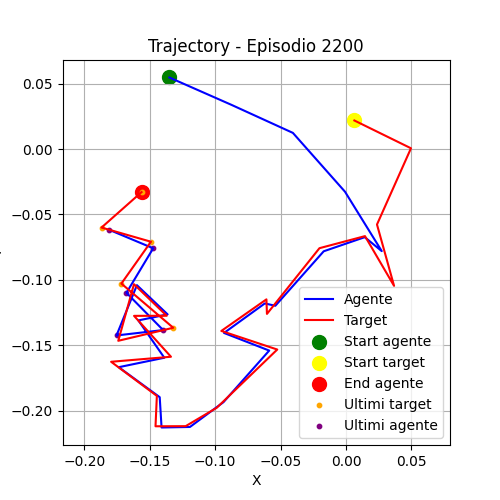 Trajectory - Episodio 2200
0.05
0.00
−0.05
−0.10
−0.15
−0.20
−0.20
−0.15
−0.10
−0.05
0.00
0.05
X
Agente
Target
Start agente
Start target
End agente
Ultimi target
Ultimi agente